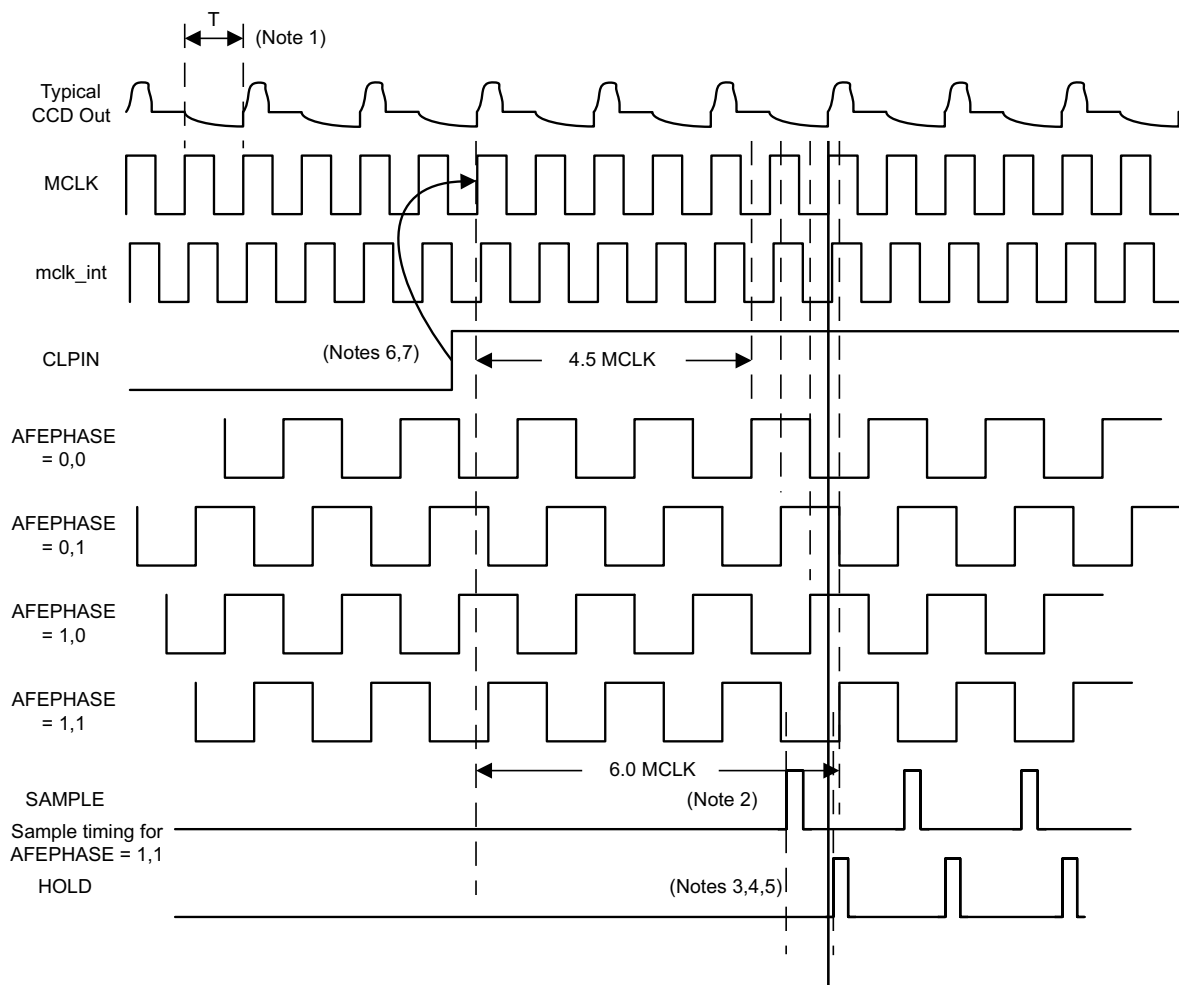 T
(Note 1)
Typical
CCD Out
MCLK
mclk_int
CLPIN
(Notes 6,7)
4.5 MCLK
AFEPHASE
= 0,0
AFEPHASE
= 0,1
AFEPHASE
= 1,0
AFEPHASE
= 1,1
6.0 MCLK
SAMPLE
(Note 2)
Sample timing for
AFEPHASE = 1,1
HOLD
(Notes 3,4,5)